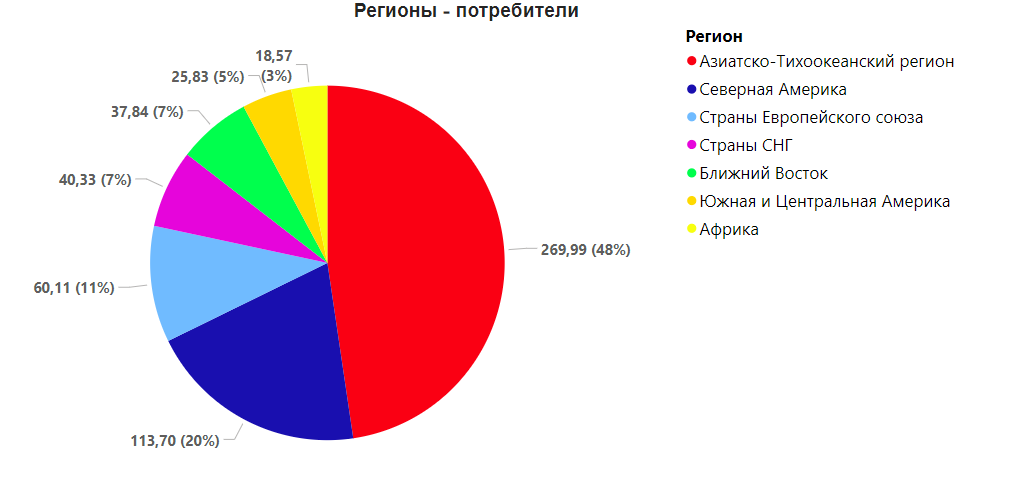 Регионы - потребители
Регион
Азиатско-Тихоокеанский регион
Северная Америка
Страны Европейского союза
Страны СНГ
Ближний Восток
Южная и Центральная Америка
Африка
18,57
(3%)
25,83 (5%)
37,84 (7%)
40,33 (7%)
60,11 (11%)
113,70 (20%)
269,99 (48%)